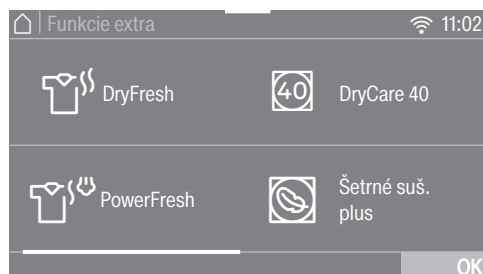 Funkcie extra
11:02
DryFresh
40
DryCare 40
PowerFresh
Šetrné suš.
plus
OK